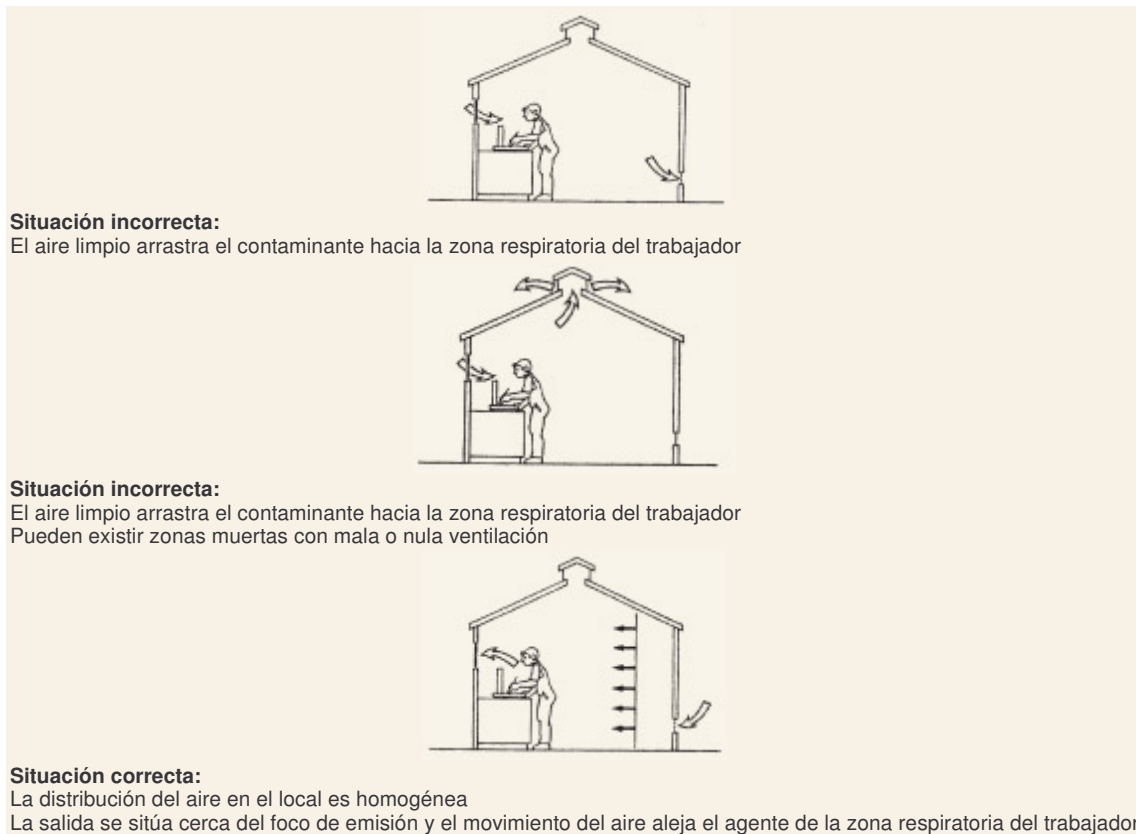 Situación incorrecta:
El aire limpio arrastra el contaminante hacia la zona respiratoria del trabajador
Situación incorrecta:
El aire limpio arrastra el contaminante hacia la zona respiratoria del trabajador
Pueden existir zonas muertas con mala o nula ventilación
Situación correcta:
La distribución del aire en el local es homogénea
La salida se sitúa cerca del foco de emisión y el movimiento del aire aleja el agente de la zona respiratoria del trabajador